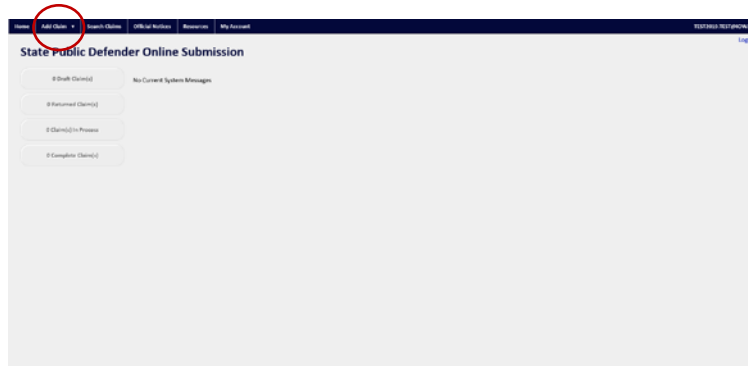 Home Add Claim ▼ Search Claims Official Notices Resources My Account
Log
State Public Defender Online Submission
0 Draft Claim(s) No Current System Messages
0 Returned Claim(s)
0 Claim(s) In Process
0 Complete Claim(s)